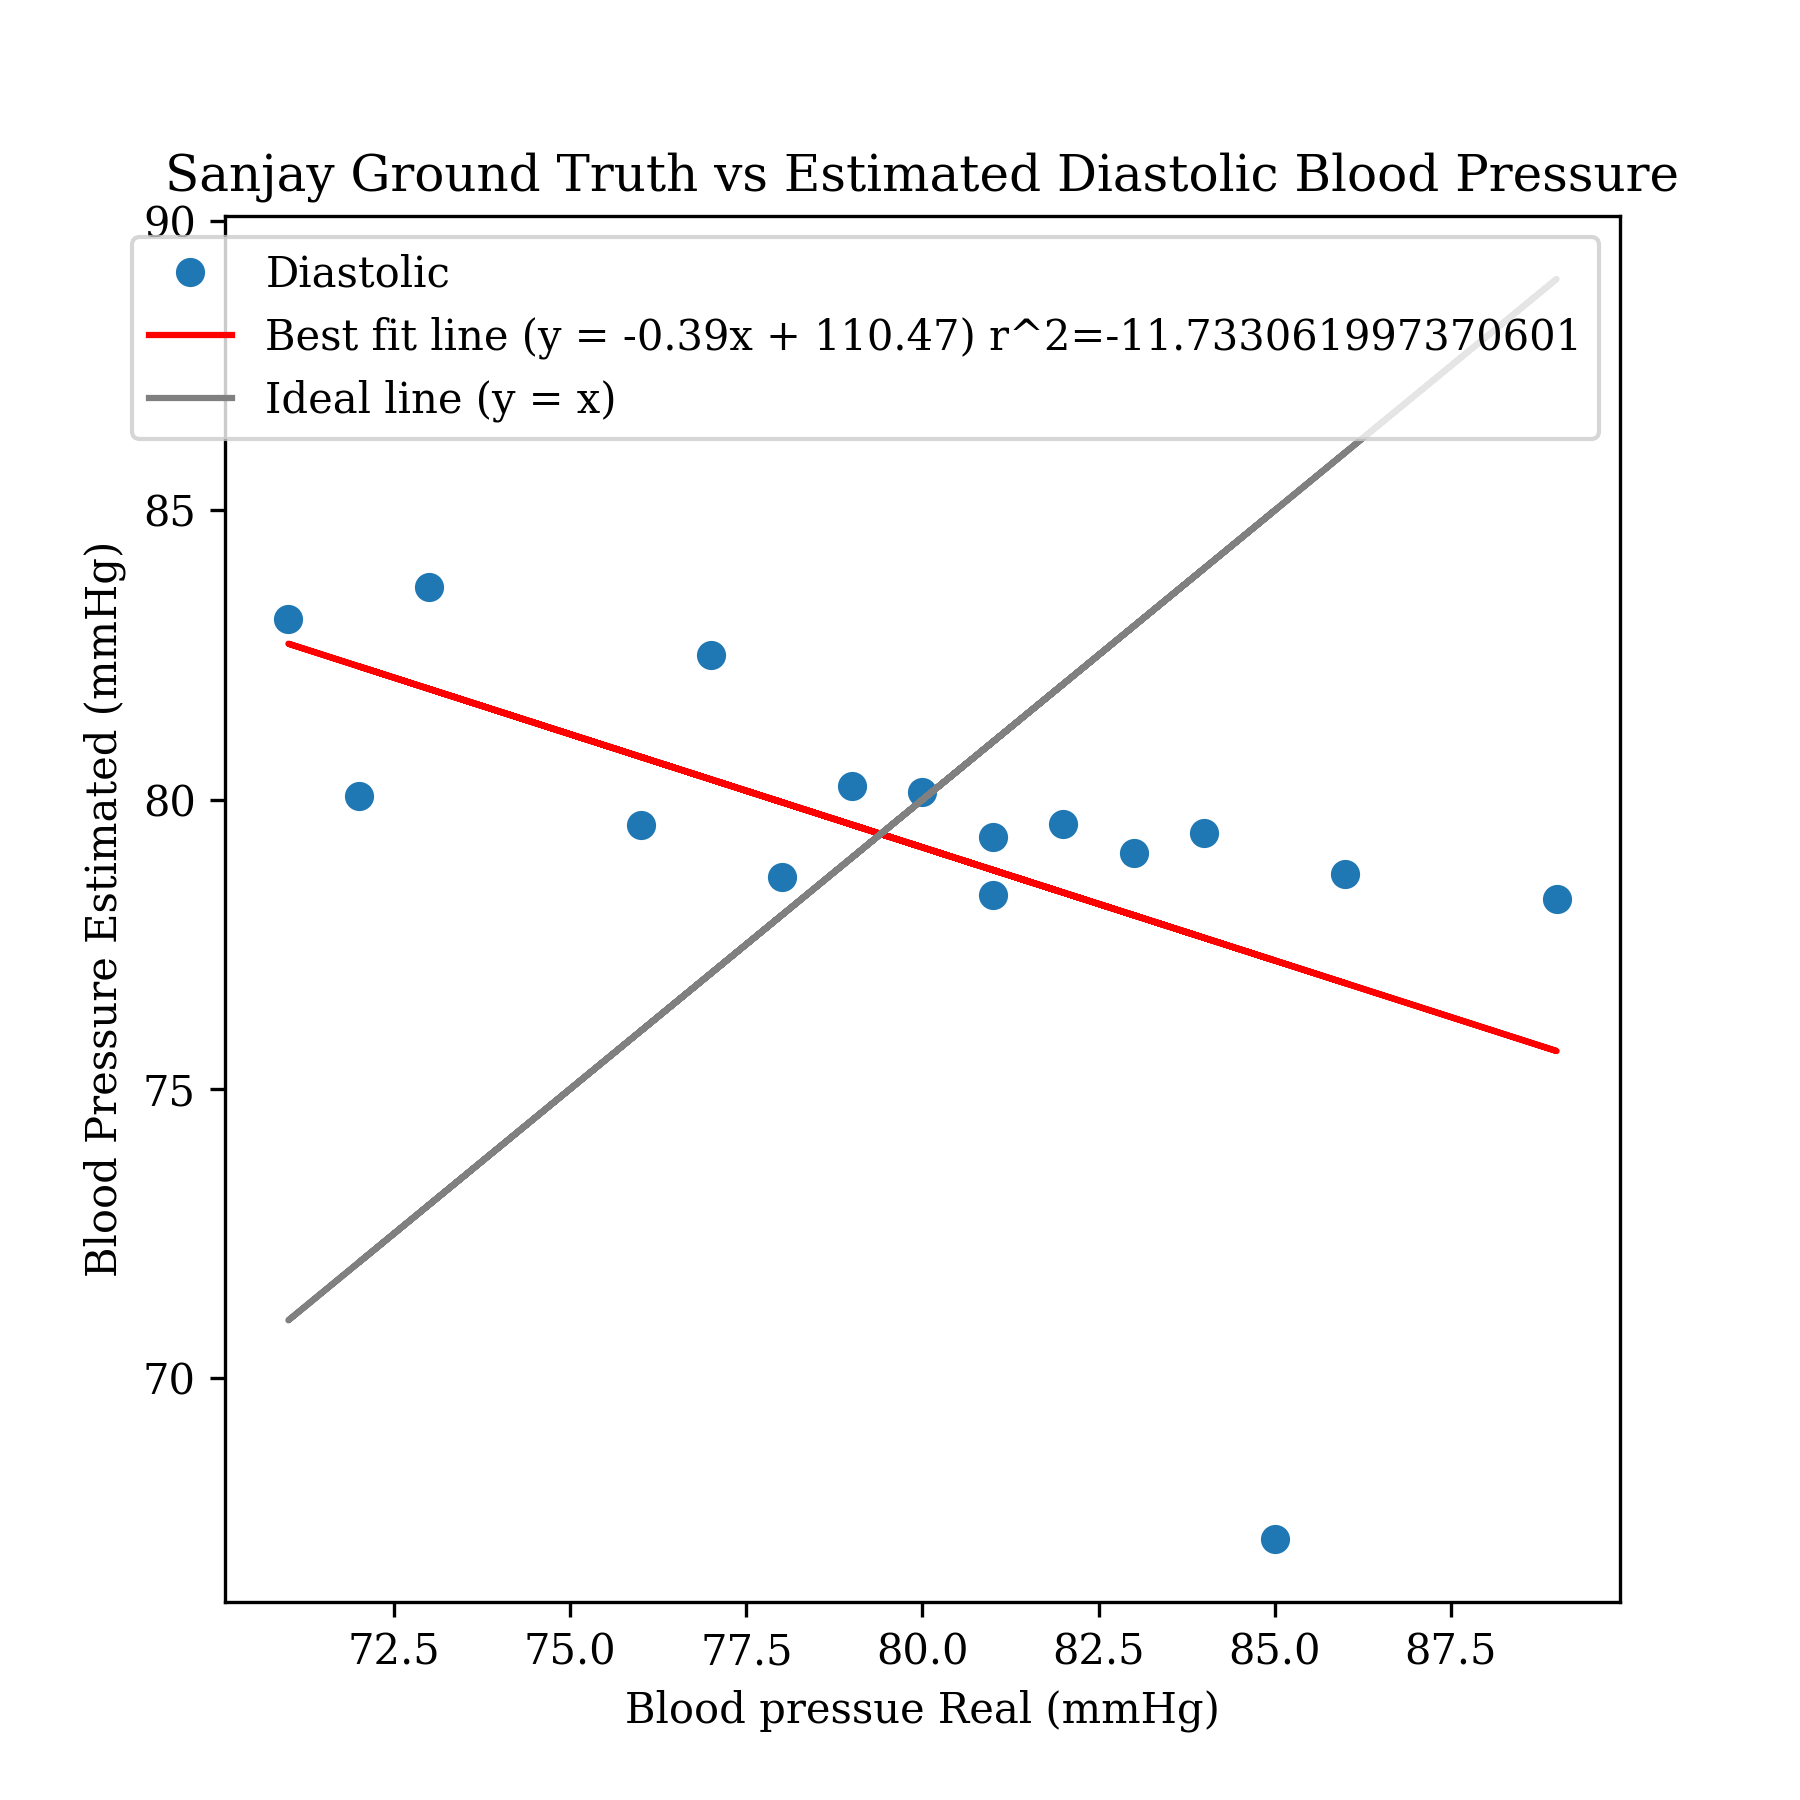 Sanjay Ground Truth vs Estimated Diastolic Blood Pressure
90
Diastolic
Best fit line (y = -0.39x + 110.47) r^2=-11.733061997370601
Ideal line (y = x)
85
80
75
70
Blood Pressure Estimated (mmHg)
72.5 75.0 77.5 80.0 82.5 85.0 87.5
Blood pressue Real (mmHg)